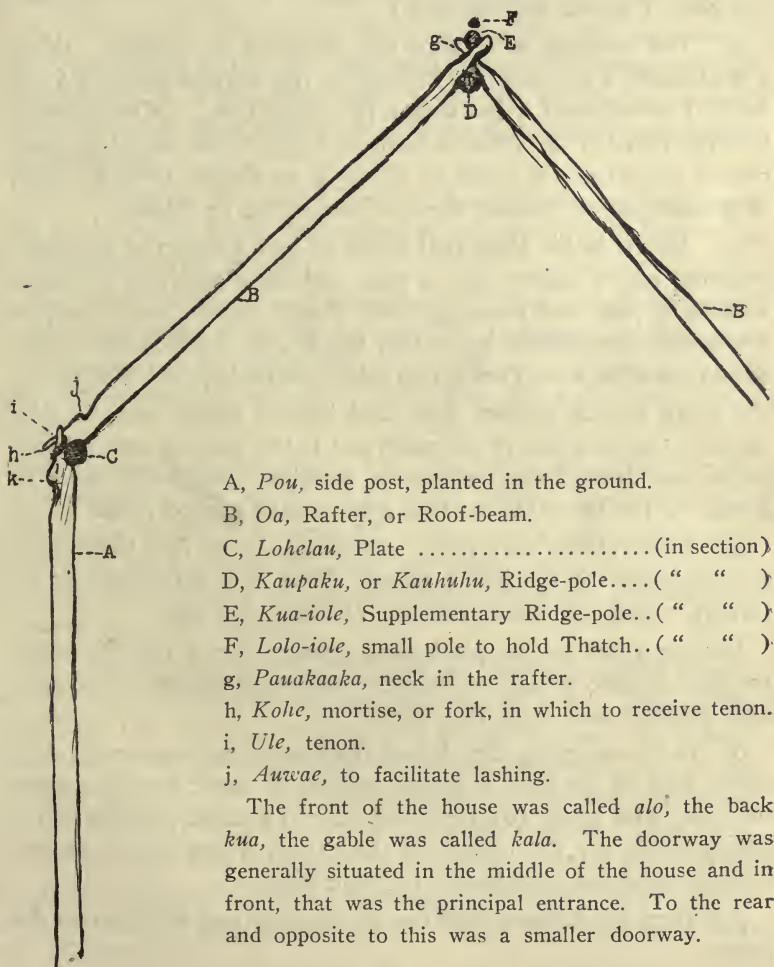 F
g E
D
B B
j
i
h C
k
A
A, Pou, side post, planted in the ground.
B, Oa, Rafter, or Roof-beam.
C, Lohelau, Plate ......................(in section)
D, Kaupaku, or Kauhuhu, Ridge-pole....( “ “ )
E, Kua-iole, Supplementary Ridge-pole..( “ “ )
F, Lolo-iole, small pole to hold Thatch..( “ “ )
g, Pauakaaka, neck in the rafter.
h, Kohe, mortise, or fork, in which to receive tenon.
i, Ule, tenon.
j, Auwae, to facilitate lashing.
The front of the house was called alo, the back
kua, the gable was called kala. The doorway was
generally situated in the middle of the house and in
front, that was the principal entrance. To the rear
and opposite to this was a smaller doorway.